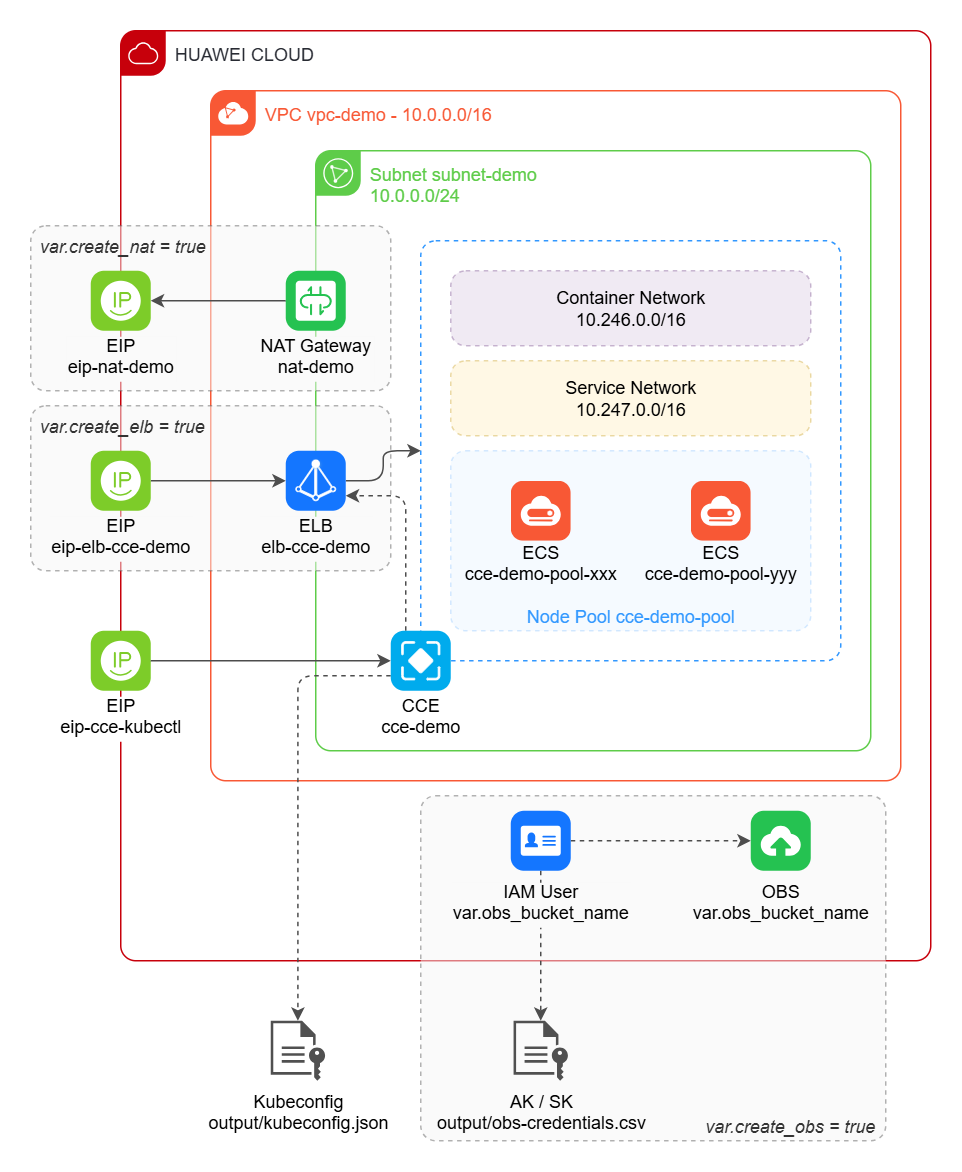 HUAWEI CLOUD
VPC vpc-demo - 10.0.0.0/16
Subnet subnet-demo
10.0.0.0/24
var.create_nat = true
IP
EIP
eip-nat-demo
NAT Gateway
nat-demo
Container Network
10.246.0.0/16
Service Network
10.247.0.0/16
var.create_elb = true
IP
EIP
eip-elb-cce-demo
ELB
elb-cce-demo
ECS
cce-demo-pool-xxx
ECS
cce-demo-pool-yyy
Node Pool cce-demo-pool
IP
EIP
eip-cce-kubectl
CCE
cce-demo
IAM User
var.obs_bucket_name
OBS
var.obs_bucket_name
Kubeconfig
output/kubeconfig.json
AK / SK
output/obs-credentials.csv
var.create_obs = true